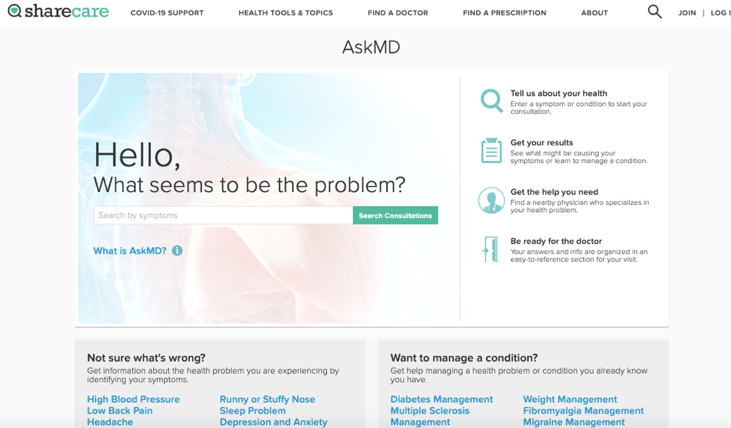 sharecare
COVID-19 SUPPORT
HEALTH TOOLS & TOPICS
FIND A DOCTOR
FIND A PRESCRIPTION
ABOUT
JOIN | LOG I
AskMD
Hello,
What seems to be the problem?
Search by symptoms
Search Consultations
What is AskMD? i
Tell us about your health
Enter a symptom or condition to start your
consultation.
Get your results
See what might be causing your
symptoms or learn to manage a condition.
Get the help you need
Find a nearby physician who specializes in
your health problem.
Be ready for the doctor
Your answers and info are organized in an
easy-to-reference section for your visit.
Not sure what's wrong?
Get information about the health problem you are experiencing by
identifying your symptoms.
High Blood Pressure
Low Back Pain
Headache
Runny or Stuffy Nose
Sleep Problem
Depression and Anxiety
Want to manage a condition?
Get help managing a health problem or condition you already know
you have.
Diabetes Management
Multiple Sclerosis
Management
Weight Management
Fibromyalgia Management
Migraine Management